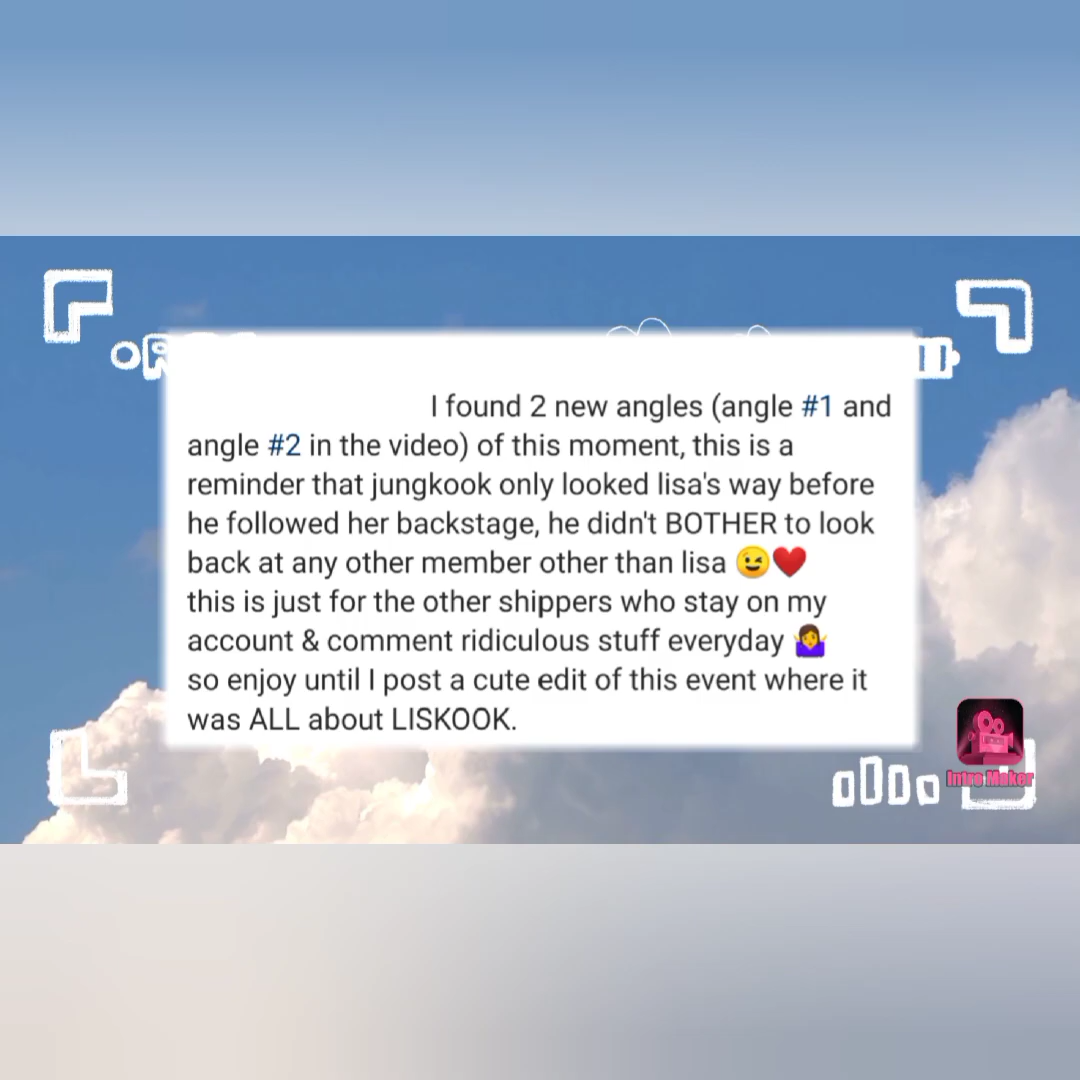 I found 2 new angles (angle #1 and
angle #2 in the video) of this moment, this is a
reminder that jungkook only looked lisa's way before
he followed her backstage, he didn't BOTHER to look
back at any other member other than lisa 😉❤️
this is just for the other shippers who stay on my
account & comment ridiculous stuff everyday 🤷‍♀️
so enjoy until I post a cute edit of this event where it
was ALL about LISKOOK.
Intro Maker